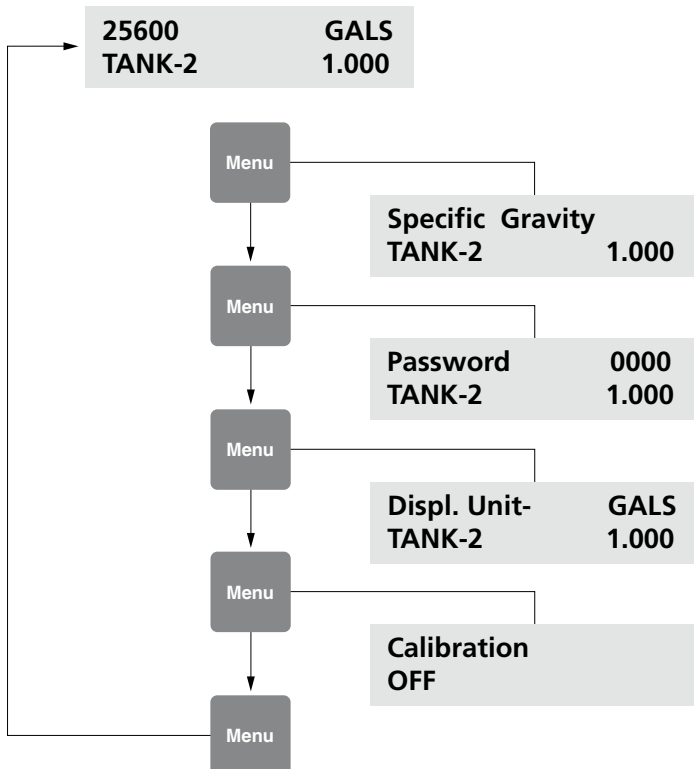 25600 GALS
TANK-2 1.000
Menu
Specific Gravity
TANK-2 1.000
Menu
Password 0000
TANK-2 1.000
Menu
Displ. Unit- GALS
TANK-2 1.000
Menu
Calibration
OFF
Menu